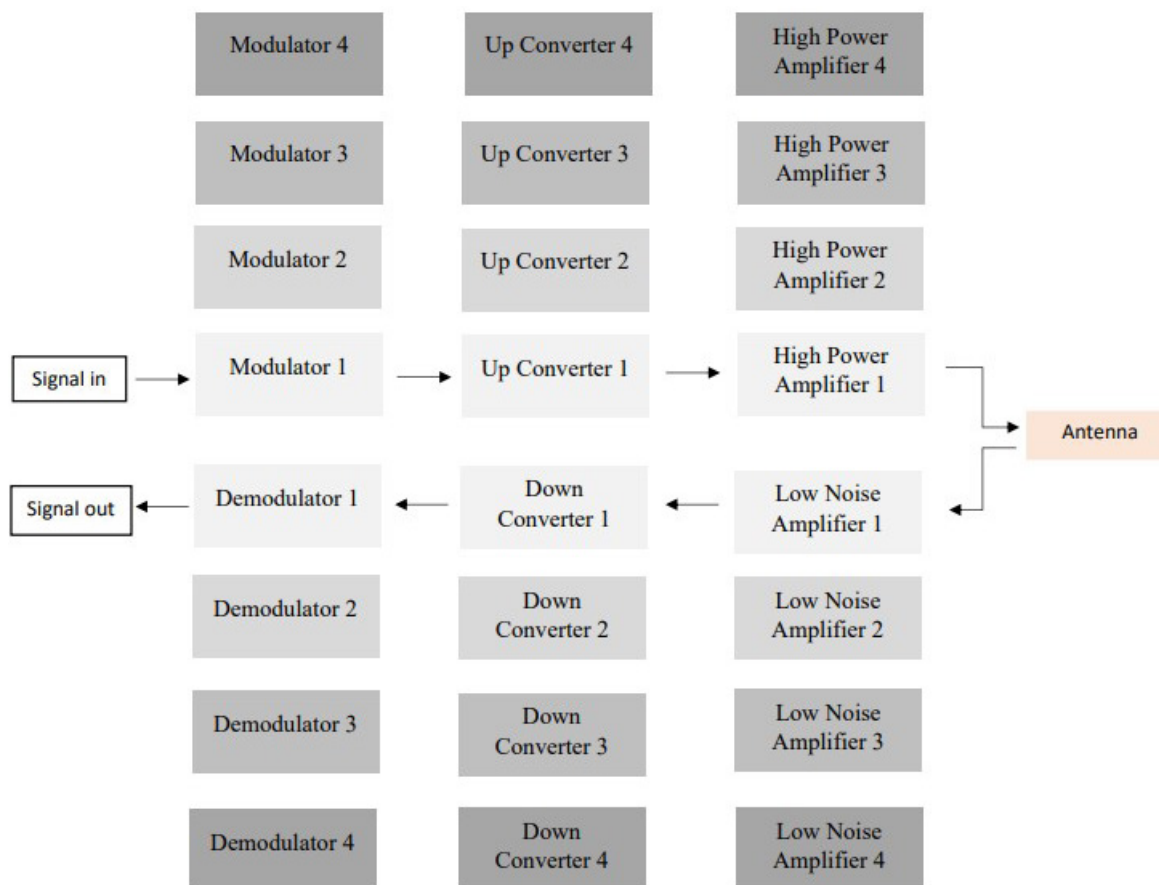 Modulator 4
Up Converter 4
High Power
Amplifier 4
Modulator 3
Up Converter 3
High Power
Amplifier 3
Modulator 2
Up Converter 2
High Power
Amplifier 2
Signal in
Modulator 1
Up Converter 1
High Power
Amplifier 1
Antenna
Signal out
Demodulator 1
Down
Converter 1
Low Noise
Amplifier 1
Demodulator 2
Down
Converter 2
Low Noise
Amplifier 2
Demodulator 3
Down
Converter 3
Low Noise
Amplifier 3
Demodulator 4
Down
Converter 4
Low Noise
Amplifier 4